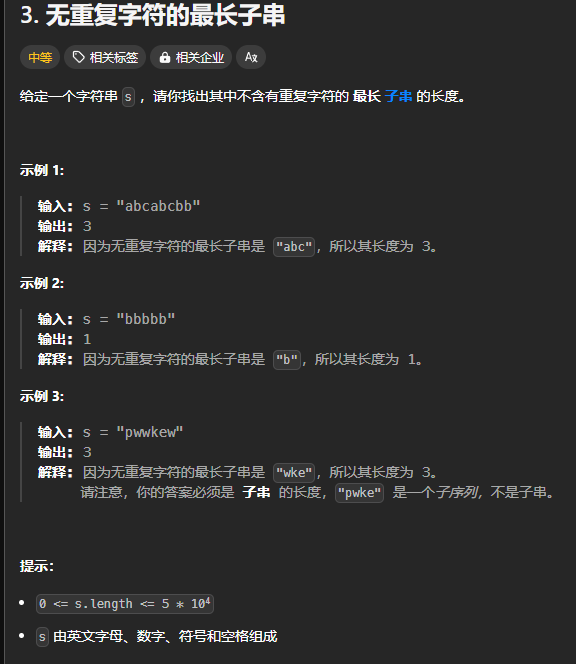 3. 无重复字符的最长子串
中等 相关标签 相关企业 Aあ
给定一个字符串 s ，请你找出其中不含有重复字符的 最长 子串 的长度。
示例 1:
输入: s = "abcabcbb"
输出: 3
解释: 因为无重复字符的最长子串是 "abc"，所以其长度为 3。
示例 2:
输入: s = "bbbbb"
输出: 1
解释: 因为无重复字符的最长子串是 "b"，所以其长度为 1。
示例 3:
输入: s = "pwwkew"
输出: 3
解释: 因为无重复字符的最长子串是 "wke"，所以其长度为 3。
请注意，你的答案必须是 子串 的长度，"pwke" 是一个子序列，不是子串。
提示：
0 <= s.length <= 5 * 10⁴
s 由英文字母、数字、符号和空格组成